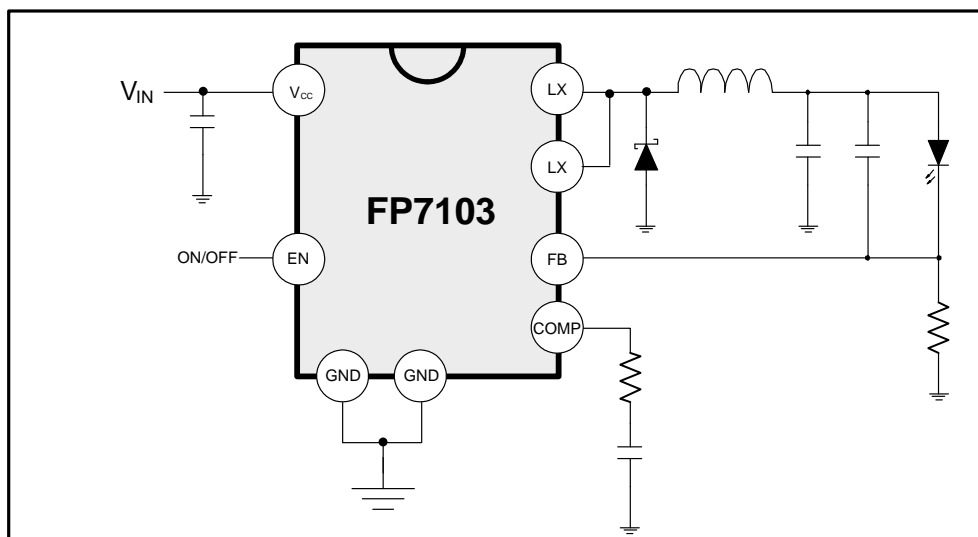 VIN
Vcc
LX
LX
FP7103
ON/OFF
EN
FB
COMP
GND
GND